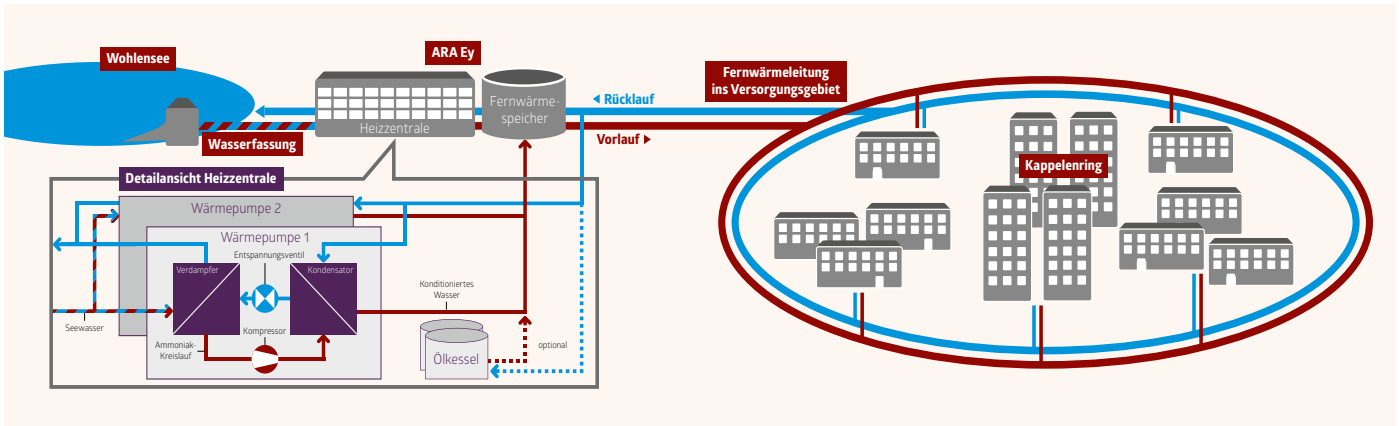 Wohlensee
ARA Ey
Fernwärmeleitung
ins Versorgungsgebiet
Rücklauf
Fernwärme-
speicher
Heizzentrale
Vorlauf
Wasserfassung
Kappelenring
Detailansicht Heizzentrale
Wärmepumpe 2
Wärmepumpe 1
Entspannungsventil
Verdampfer
Kondensator
Konditioniertes
Wasser
Seewasser
Kompressor
Ammoniak-
Kreislauf
optional
Ölkessel